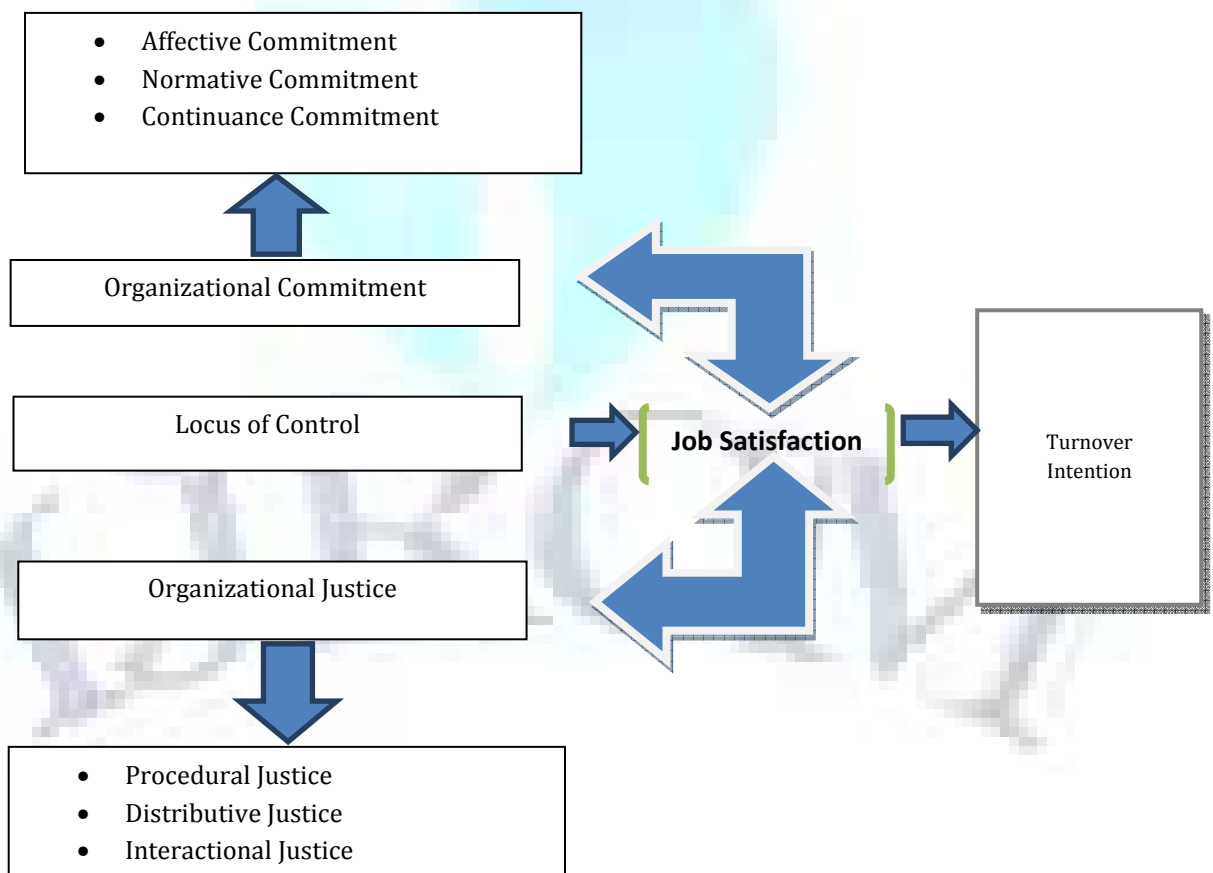 • Affective Commitment
• Normative Commitment
• Continuance Commitment
Organizational Commitment
Locus of Control
Job Satisfaction
Turnover
Intention
Organizational Justice
• Procedural Justice
• Distributive Justice
• Interactional Justice